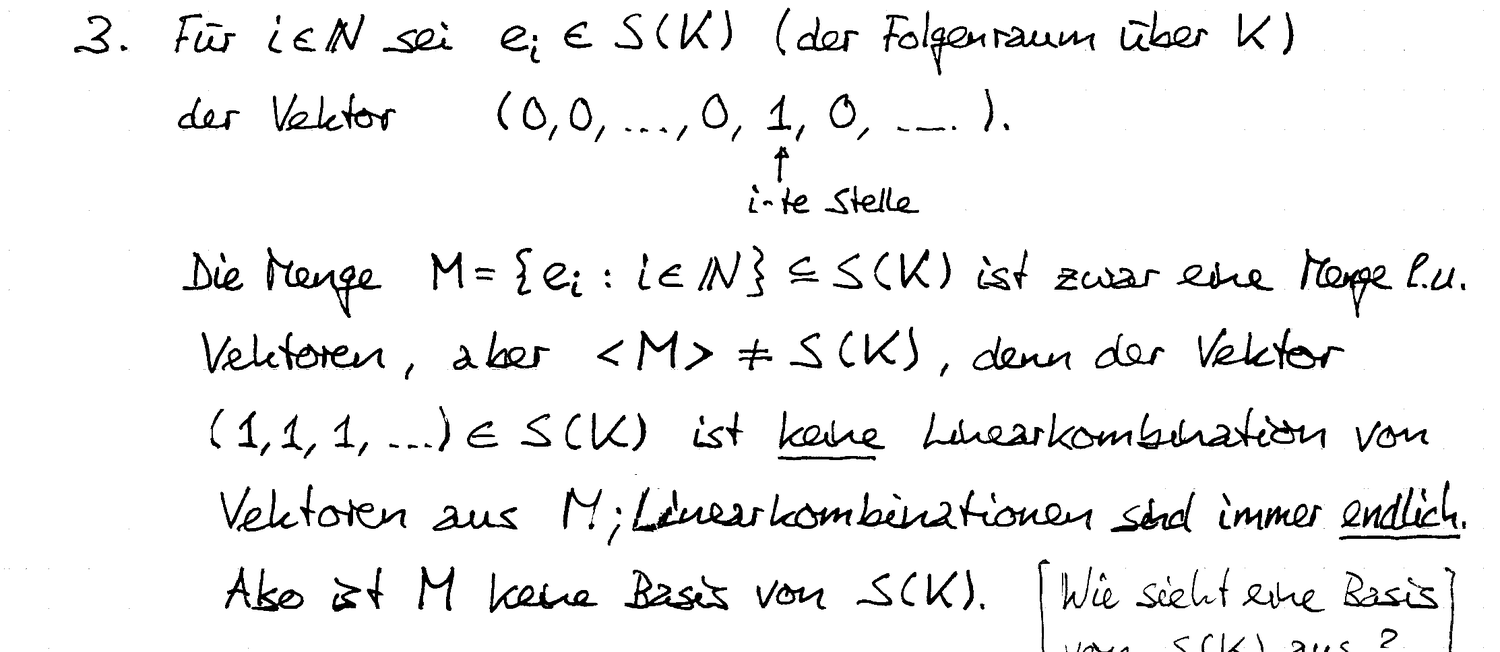 3. Für i ∈ ℕ sei e_i ∈ S(K) (der Folgenraum über K)
der Vektor (0,0, ..., 0, 1, 0, ....).
↑
i-te Stelle
Die Menge M = {e_i : i ∈ ℕ} ⊆ S(K) ist zwar eine Menge l.u.
Vektoren, aber <M> ≠ S(K), denn der Vektor
(1,1,1, ...) ∈ S(K) ist keine Linearkombination von
Vektoren aus M; Linearkombinationen sind immer endlich.
Also ist M keine Basis von S(K). [Wie sieht eine Basis
von S(K) aus?]